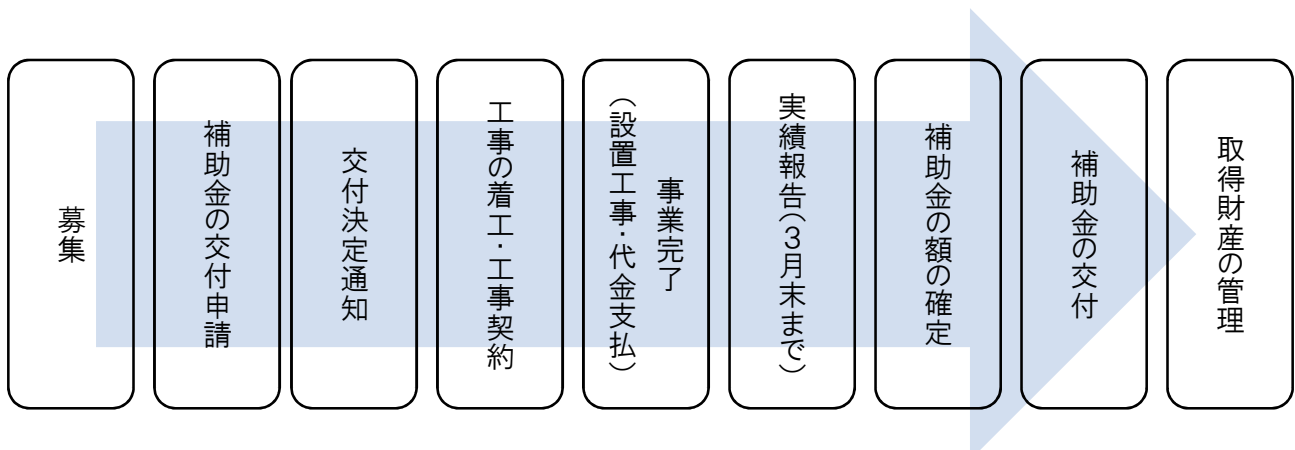 募集
補助金の交付申請
交付決定通知
工事の着工・工事契約
事業完了
（設置工事・代金支払）
実績報告（３月末まで）
補助金の額の確定
補助金の交付
取得財産の管理